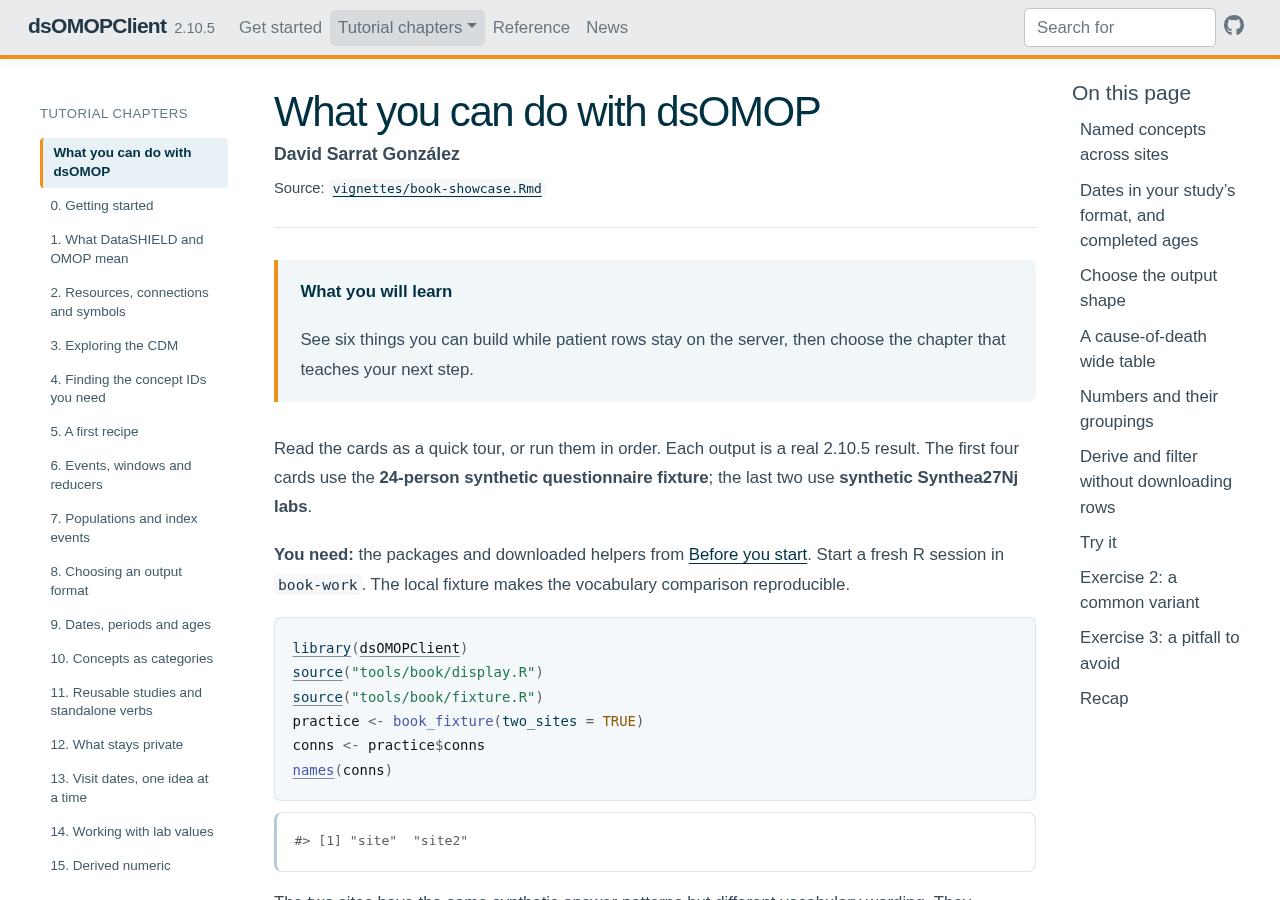 dsOMOPClient 2.10.5 Get started Tutorial chapters Reference News Search for
TUTORIAL CHAPTERS
What you can do with
dsOMOP
0. Getting started
1. What DataSHIELD and
OMOP mean
2. Resources, connections
and symbols
3. Exploring the CDM
4. Finding the concept IDs
you need
5. A first recipe
6. Events, windows and
reducers
7. Populations and index
events
8. Choosing an output
format
9. Dates, periods and ages
10. Concepts as categories
11. Reusable studies and
standalone verbs
12. What stays private
13. Visit dates, one idea at
a time
14. Working with lab values
15. Derived numeric
What you can do with dsOMOP
David Sarrat González
Source: vignettes/book-showcase.Rmd
What you will learn
See six things you can build while patient rows stay on the server, then choose the chapter that
teaches your next step.
Read the cards as a quick tour, or run them in order. Each output is a real 2.10.5 result. The first four
cards use the 24-person synthetic questionnaire fixture; the last two use synthetic Synthea27Nj
labs.
You need: the packages and downloaded helpers from Before you start. Start a fresh R session in
book-work. The local fixture makes the vocabulary comparison reproducible.
library(dsOMOPClient)
source("tools/book/display.R")
source("tools/book/fixture.R")
practice <- book_fixture(two_sites = TRUE)
conns <- practice$conns
names(conns)
#> [1] "site"  "site2"
The two sites have the same synthetic answer patterns but different vocabulary wording. They
On this page
Named concepts
across sites
Dates in your study’s
format, and
completed ages
Choose the output
shape
A cause-of-death
wide table
Numbers and their
groupings
Derive and filter
without downloading
rows
Try it
Exercise 2: a
common variant
Exercise 3: a pitfall to
avoid
Recap